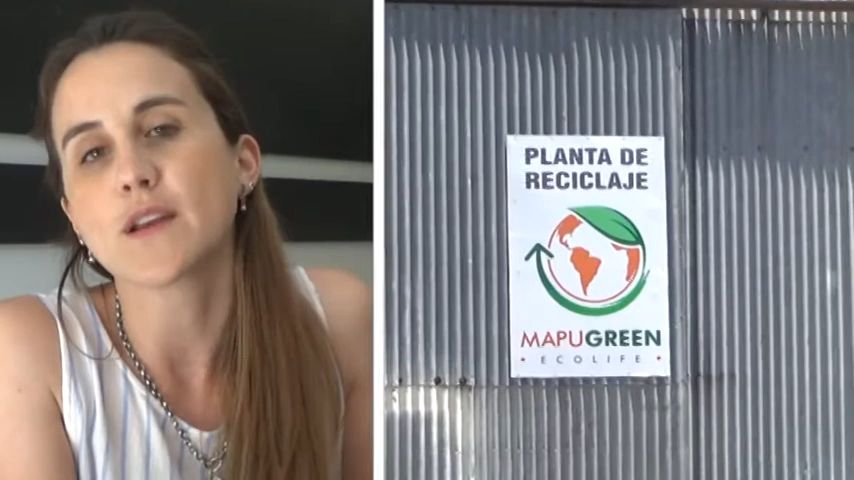 PLANTA DE
RECICLAJE
MAPUGREEN
• ECOLIFE •